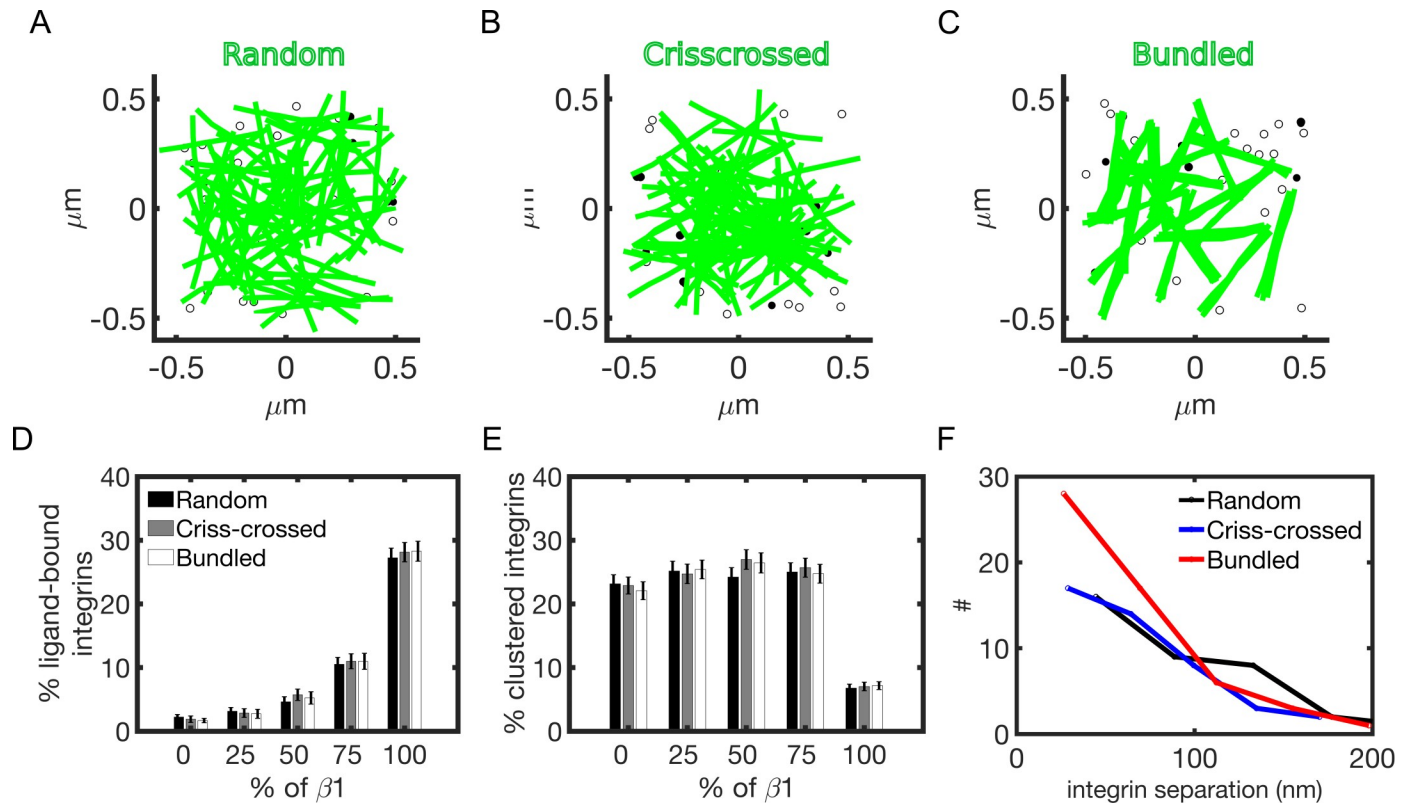 A
B
C
Random
Crisscrossed
Bundled
0.5
0
-0.5
μm
-0.5
0
0.5
μm
0.5
0
-0.5
-0.5
0
0.5
μm
0.5
0
-0.5
μm
-0.5
0
0.5
μm
D
E
F
40
30
20
10
0
% ligand-bound
integrins
Random
Criss-crossed
Bundled
0 25 50 75 100
% of β1
40
30
20
10
0
% clustered integrins
0 25 50 75 100
% of β1
30
20
10
0
#
Random
Criss-crossed
Bundled
0 100 200
integrin separation (nm)